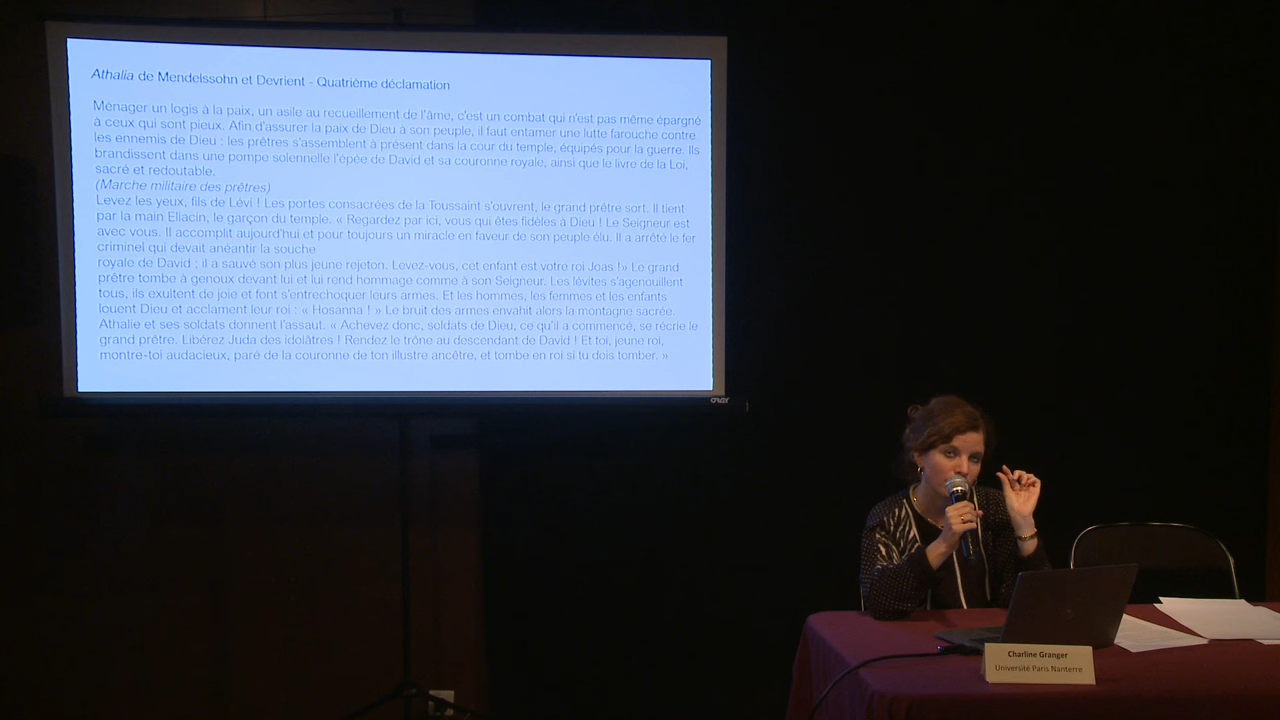 Athalia de Mendelssohn et Devrient - Quatrième déclamation
Ménager un logis à la paix, un asile au recueillement de l'âme, c'est un combat qui n'est pas même épargné
à ceux qui sont pieux. Afin d'assurer la paix de Dieu à son peuple, il faut entamer une lutte farouche contre
les ennemis de Dieu : les prêtres s'assemblent à présent dans la cour du temple, équipés pour la guerre. Ils
brandissent dans une pompe solennelle l'épée de David et sa couronne royale, ainsi que le livre de la Loi,
sacré et redoutable.
(Marche militaire des prêtres)
Levez les yeux, fils de Lévi ! Les portes consacrées de la Toussaint s'ouvrent, le grand prêtre sort. Il tient
par la main Eliacin, le garçon du temple. « Regardez par ici, vous qui êtes fidèles à Dieu ! Le Seigneur est
avec vous. Il accomplit aujourd'hui et pour toujours un miracle en faveur de son peuple élu. Il a arrêté le fer
criminel qui devait anéantir la souche
royale de David ; il a sauvé son plus jeune rejeton. Levez-vous, cet enfant est votre roi Joas !» Le grand
prêtre tombe à genoux devant lui et lui rend hommage comme à son Seigneur. Les lévites s'agenouillent
tous, ils exultent de joie et font s'entrechoquer leurs armes. Et les hommes, les femmes et les enfants
louent Dieu et acclament leur roi : « Hosanna ! » Le bruit des armes envahit alors la montagne sacrée.
Athalie et ses soldats donnent l'assaut. « Achevez donc, soldats de Dieu, ce qu'il a commencé, se récrie le
grand prêtre. Libérez Juda des idolâtres ! Rendez le trône au descendant de David ! Et toi, jeune roi,
montre-toi audacieux, paré de la couronne de ton illustre ancêtre, et tombe en roi si tu dois tomber. »
Charline Granger
Université Paris Nanterre